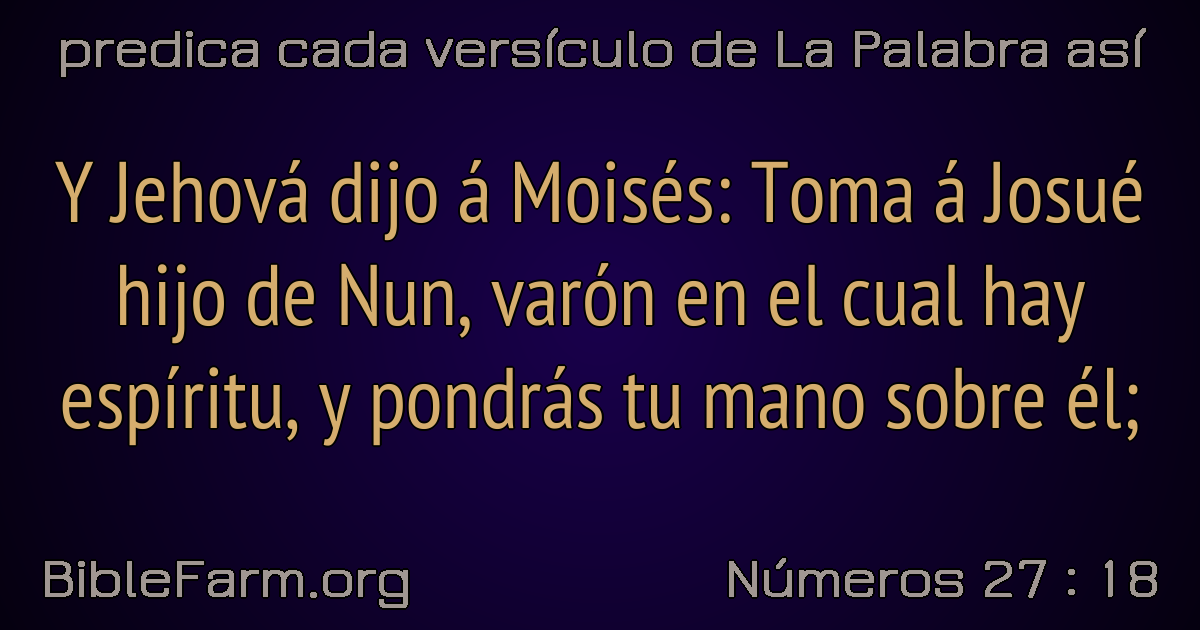 predica cada versículo de La Palabra así
Y Jehová dijo á Moisés: Toma á Josué
hijo de Nun, varón en el cual hay
espíritu, y pondrás tu mano sobre él;
BibleFarm.org
Números 27 : 18